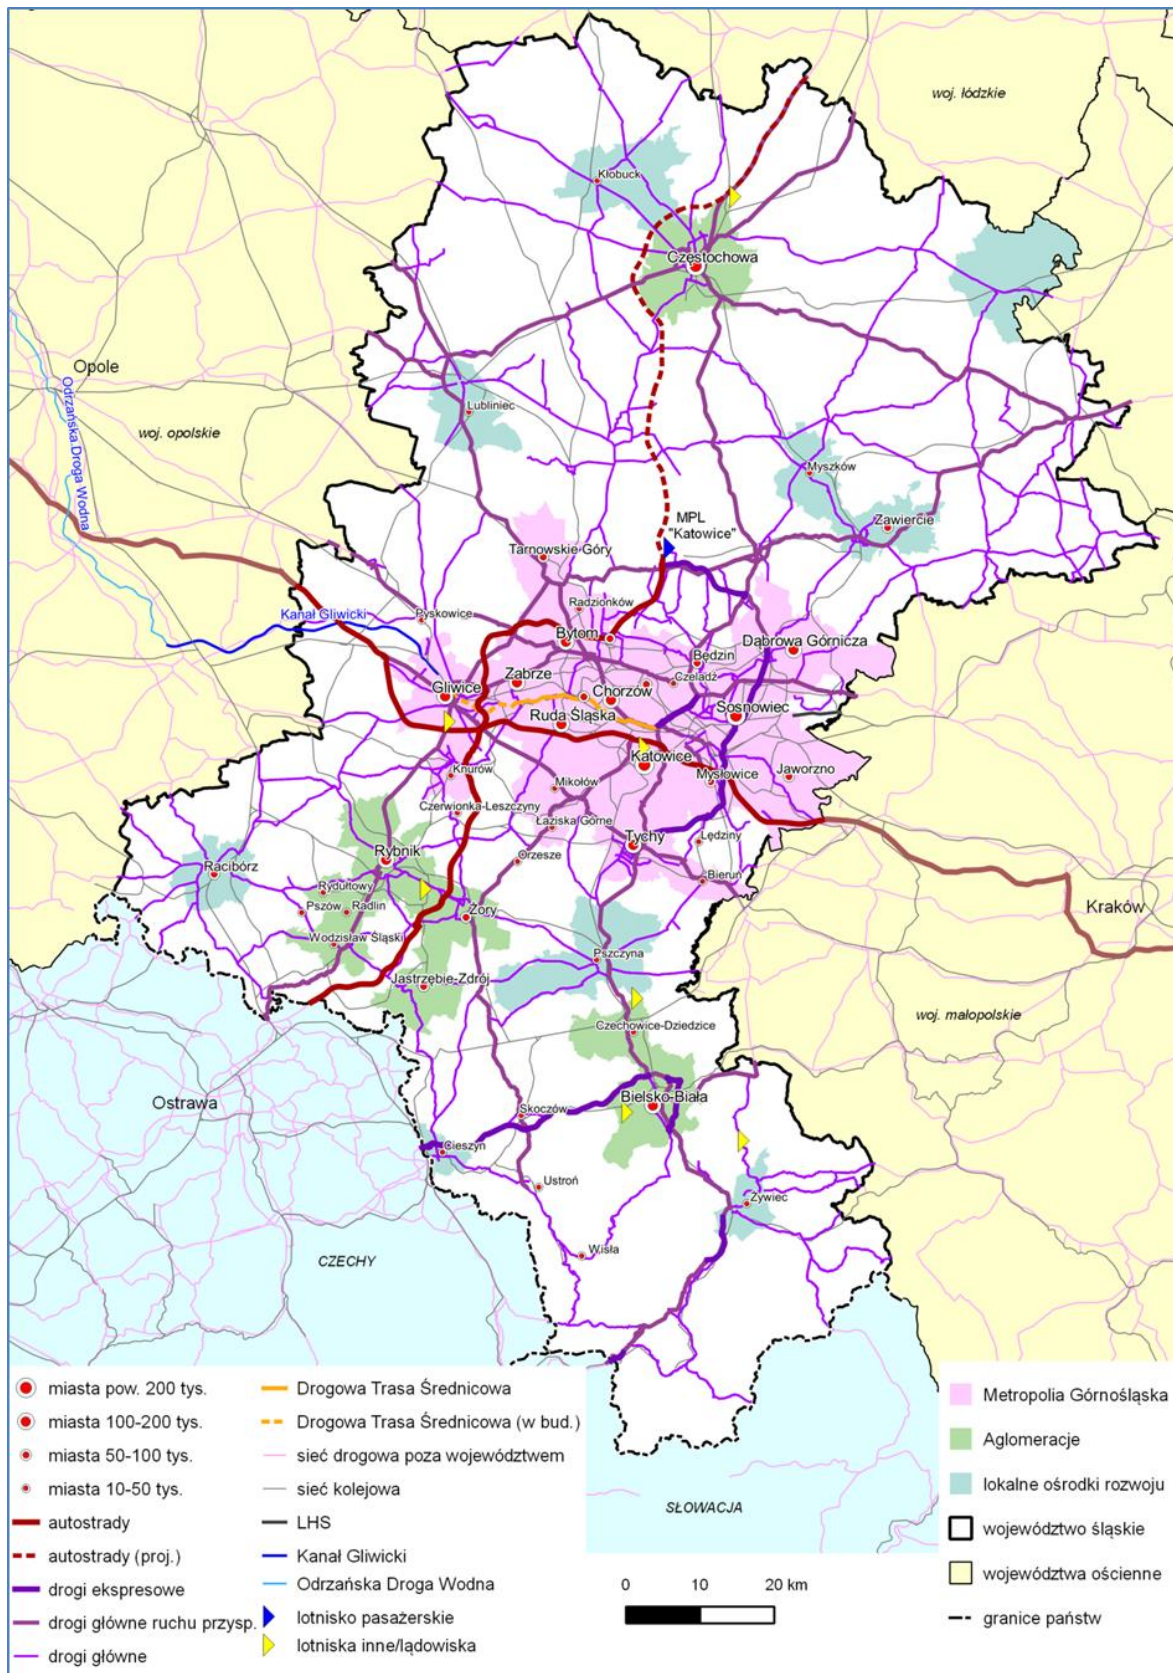 woj. łódzkie
Kłobuck
Częstochowa
Opole
Odrzańska Droga Wodna
woj. opolskie
Lubliniec
Myszków
Zawiercie
MPL
"Katowice"
Tarnowskie Góry
Radzionków
Kanał Gliwicki
Pyskowice
Bytom
Będzin
Dąbrowa Górnicza
Zabrze
Czeladź
Gliwice
Chorzów
Ruda Śląska
Sosnowiec
Katowice
Knurów
Mikołów
Mysłowice
Jaworzno
Czerwionka-Leszczyny
Łaziska Górne
Tychy
Lędziny
Rybnik
Orzesze
Racibórz
Rydułtowy
Bieruń
Pszów
Radlin
Żory
Kraków
Wodzisław Śląski
Pszczyna
Jastrzębie-Zdrój
woj. małopolskie
Czechowice-Dziedzice
Ostrawa
Bielsko-Biała
Skoczów
Cieszyn
Ustroń
Żywiec
Wisła
CZECHY
SŁOWACJA
miasta pow. 200 tys.
miasta 100-200 tys.
miasta 50-100 tys.
miasta 10-50 tys.
autostrady
autostrady (proj.)
drogi ekspresowe
drogi główne ruchu przysp.
drogi główne
Drogowa Trasa Średnicowa
Drogowa Trasa Średnicowa (w bud.)
sieć drogowa poza województwem
sieć kolejowa
LHS
Kanał Gliwicki
Odrzańska Droga Wodna
lotnisko pasażerskie
lotniska inne/lądowiska
0 10 20 km
Metropolia Górnośląska
Aglomeracje
lokalne ośrodki rozwoju
województwo śląskie
województwa ościenne
granice państw